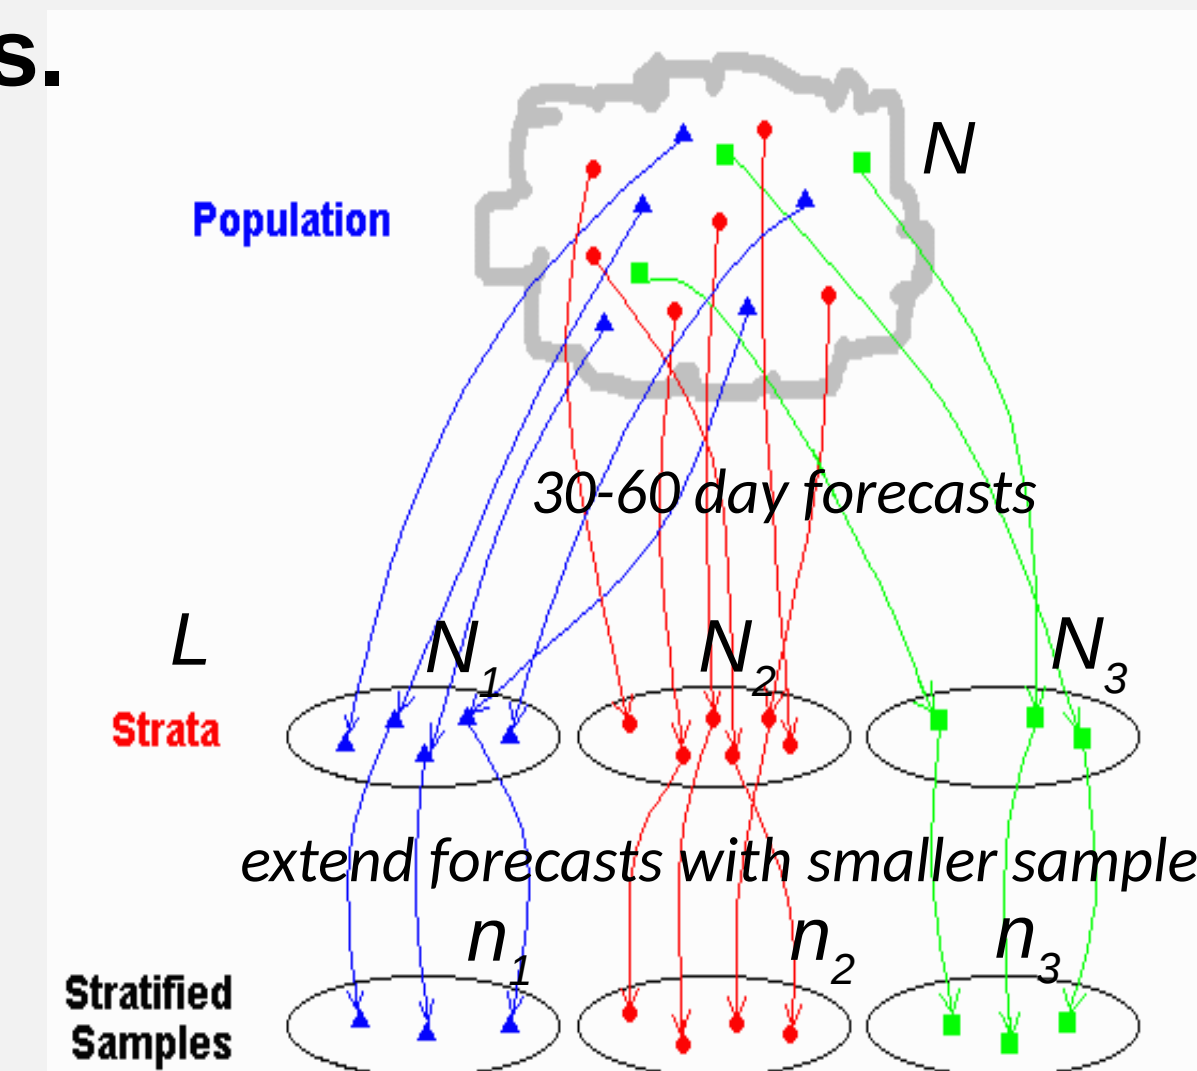 s.
N
Population
30-60 day forecasts
L
N1
N2
N3
Strata
extend forecasts with smaller sample
n1
n2
n3
Stratified
Samples